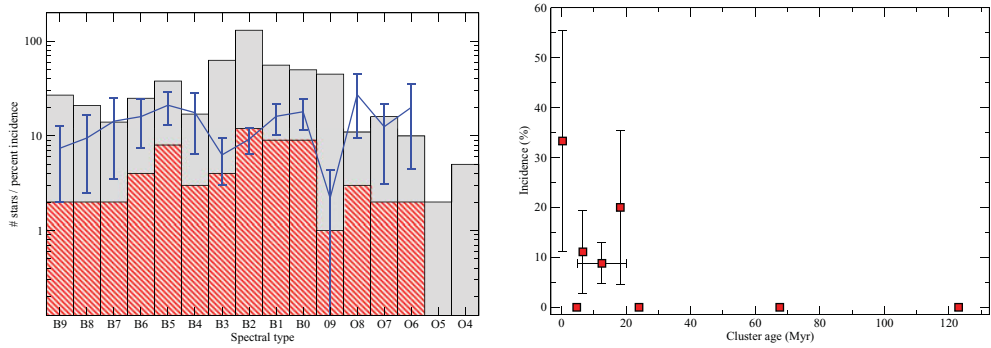 100
10
1
# stars / percent incidence
B9 B8 B7 B6 B5 B4 B3 B2 B1 B0 09 O8 O7 O6 O5 O4
Spectral type
60
50
40
30
20
10
0
Incidence (%)
0 20 40 60 80 100 120
Cluster age (Myr)